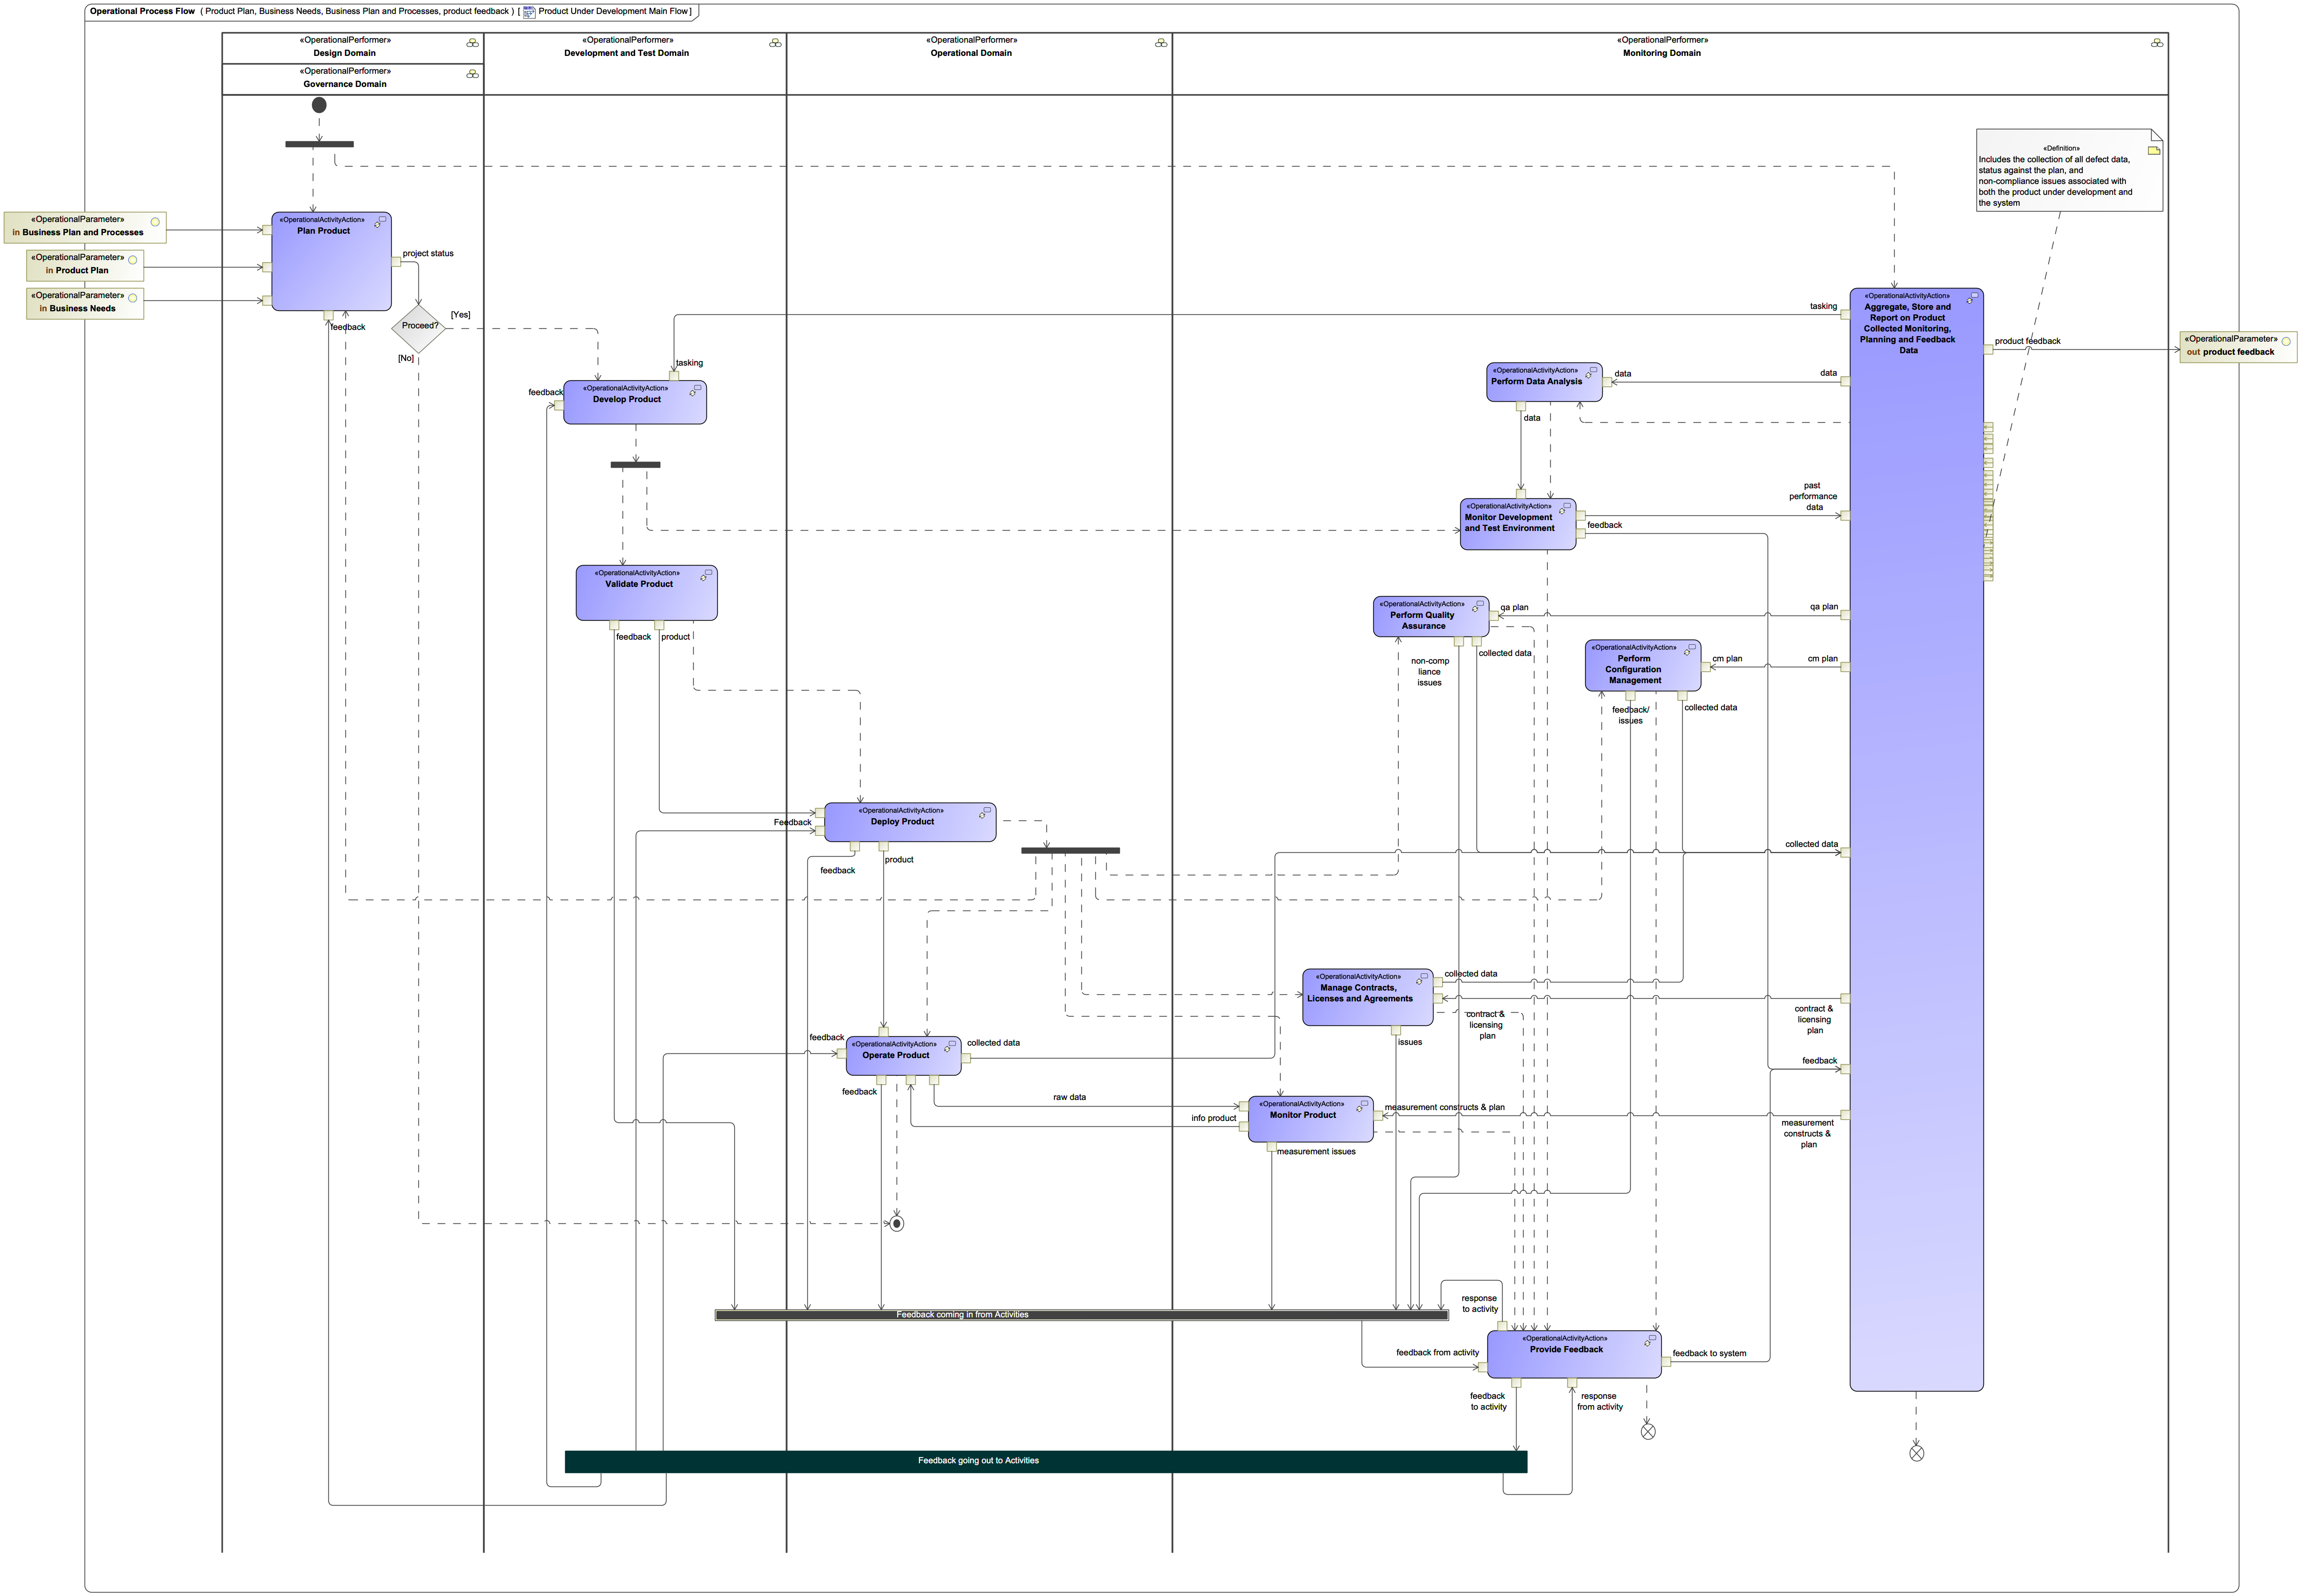 Operational Process Flow ( Product Plan, Business Needs, Business Plan and Processes, product feedback ) [ Product Under Development Main Flow ]
«OperationalPerformer»
Design Domain
«OperationalPerformer»
Governance Domain
«OperationalPerformer»
Development and Test Domain
«OperationalPerformer»
Operational Domain
«OperationalPerformer»
Monitoring Domain
«Definition»
Includes the collection of all defect data,
status against the plan, and
non-compliance issues associated with
both the product under development and
the system
«OperationalParameter»
in Business Plan and Processes
«OperationalParameter»
in Product Plan
«OperationalParameter»
in Business Needs
«OperationalActivityAction»
Plan Product
project status
feedback
Proceed?
[Yes]
[No]
tasking
feedback
«OperationalActivityAction»
Develop Product
«OperationalActivityAction»
Validate Product
feedback
product
«OperationalActivityAction»
Deploy Product
Feedback
feedback
product
feedback
«OperationalActivityAction»
Operate Product
collected data
feedback
raw data
info product
«OperationalActivityAction»
Perform Data Analysis
data
data
«OperationalActivityAction»
Monitor Development
and Test Environment
feedback
«OperationalActivityAction»
Perform Quality
Assurance
qa plan
non-comp
liance
issues
collected data
«OperationalActivityAction»
Perform
Configuration
Management
cm plan
feedback/
issues
collected data
«OperationalActivityAction»
Manage Contracts,
Licenses and Agreements
collected data
contract &
licensing
plan
issues
«OperationalActivityAction»
Monitor Product
measurement constructs & plan
measurement issues
«OperationalActivityAction»
Aggregate, Store and
Report on Product
Collected Monitoring,
Planning and Feedback
Data
tasking
product feedback
data
past
performance
data
qa plan
cm plan
collected data
contract &
licensing
plan
feedback
measurement
constructs &
plan
«OperationalParameter»
out product feedback
Feedback coming in from Activities
response
to activity
feedback from activity
«OperationalActivityAction»
Provide Feedback
feedback to system
feedback
to activity
response
from activity
Feedback going out to Activities